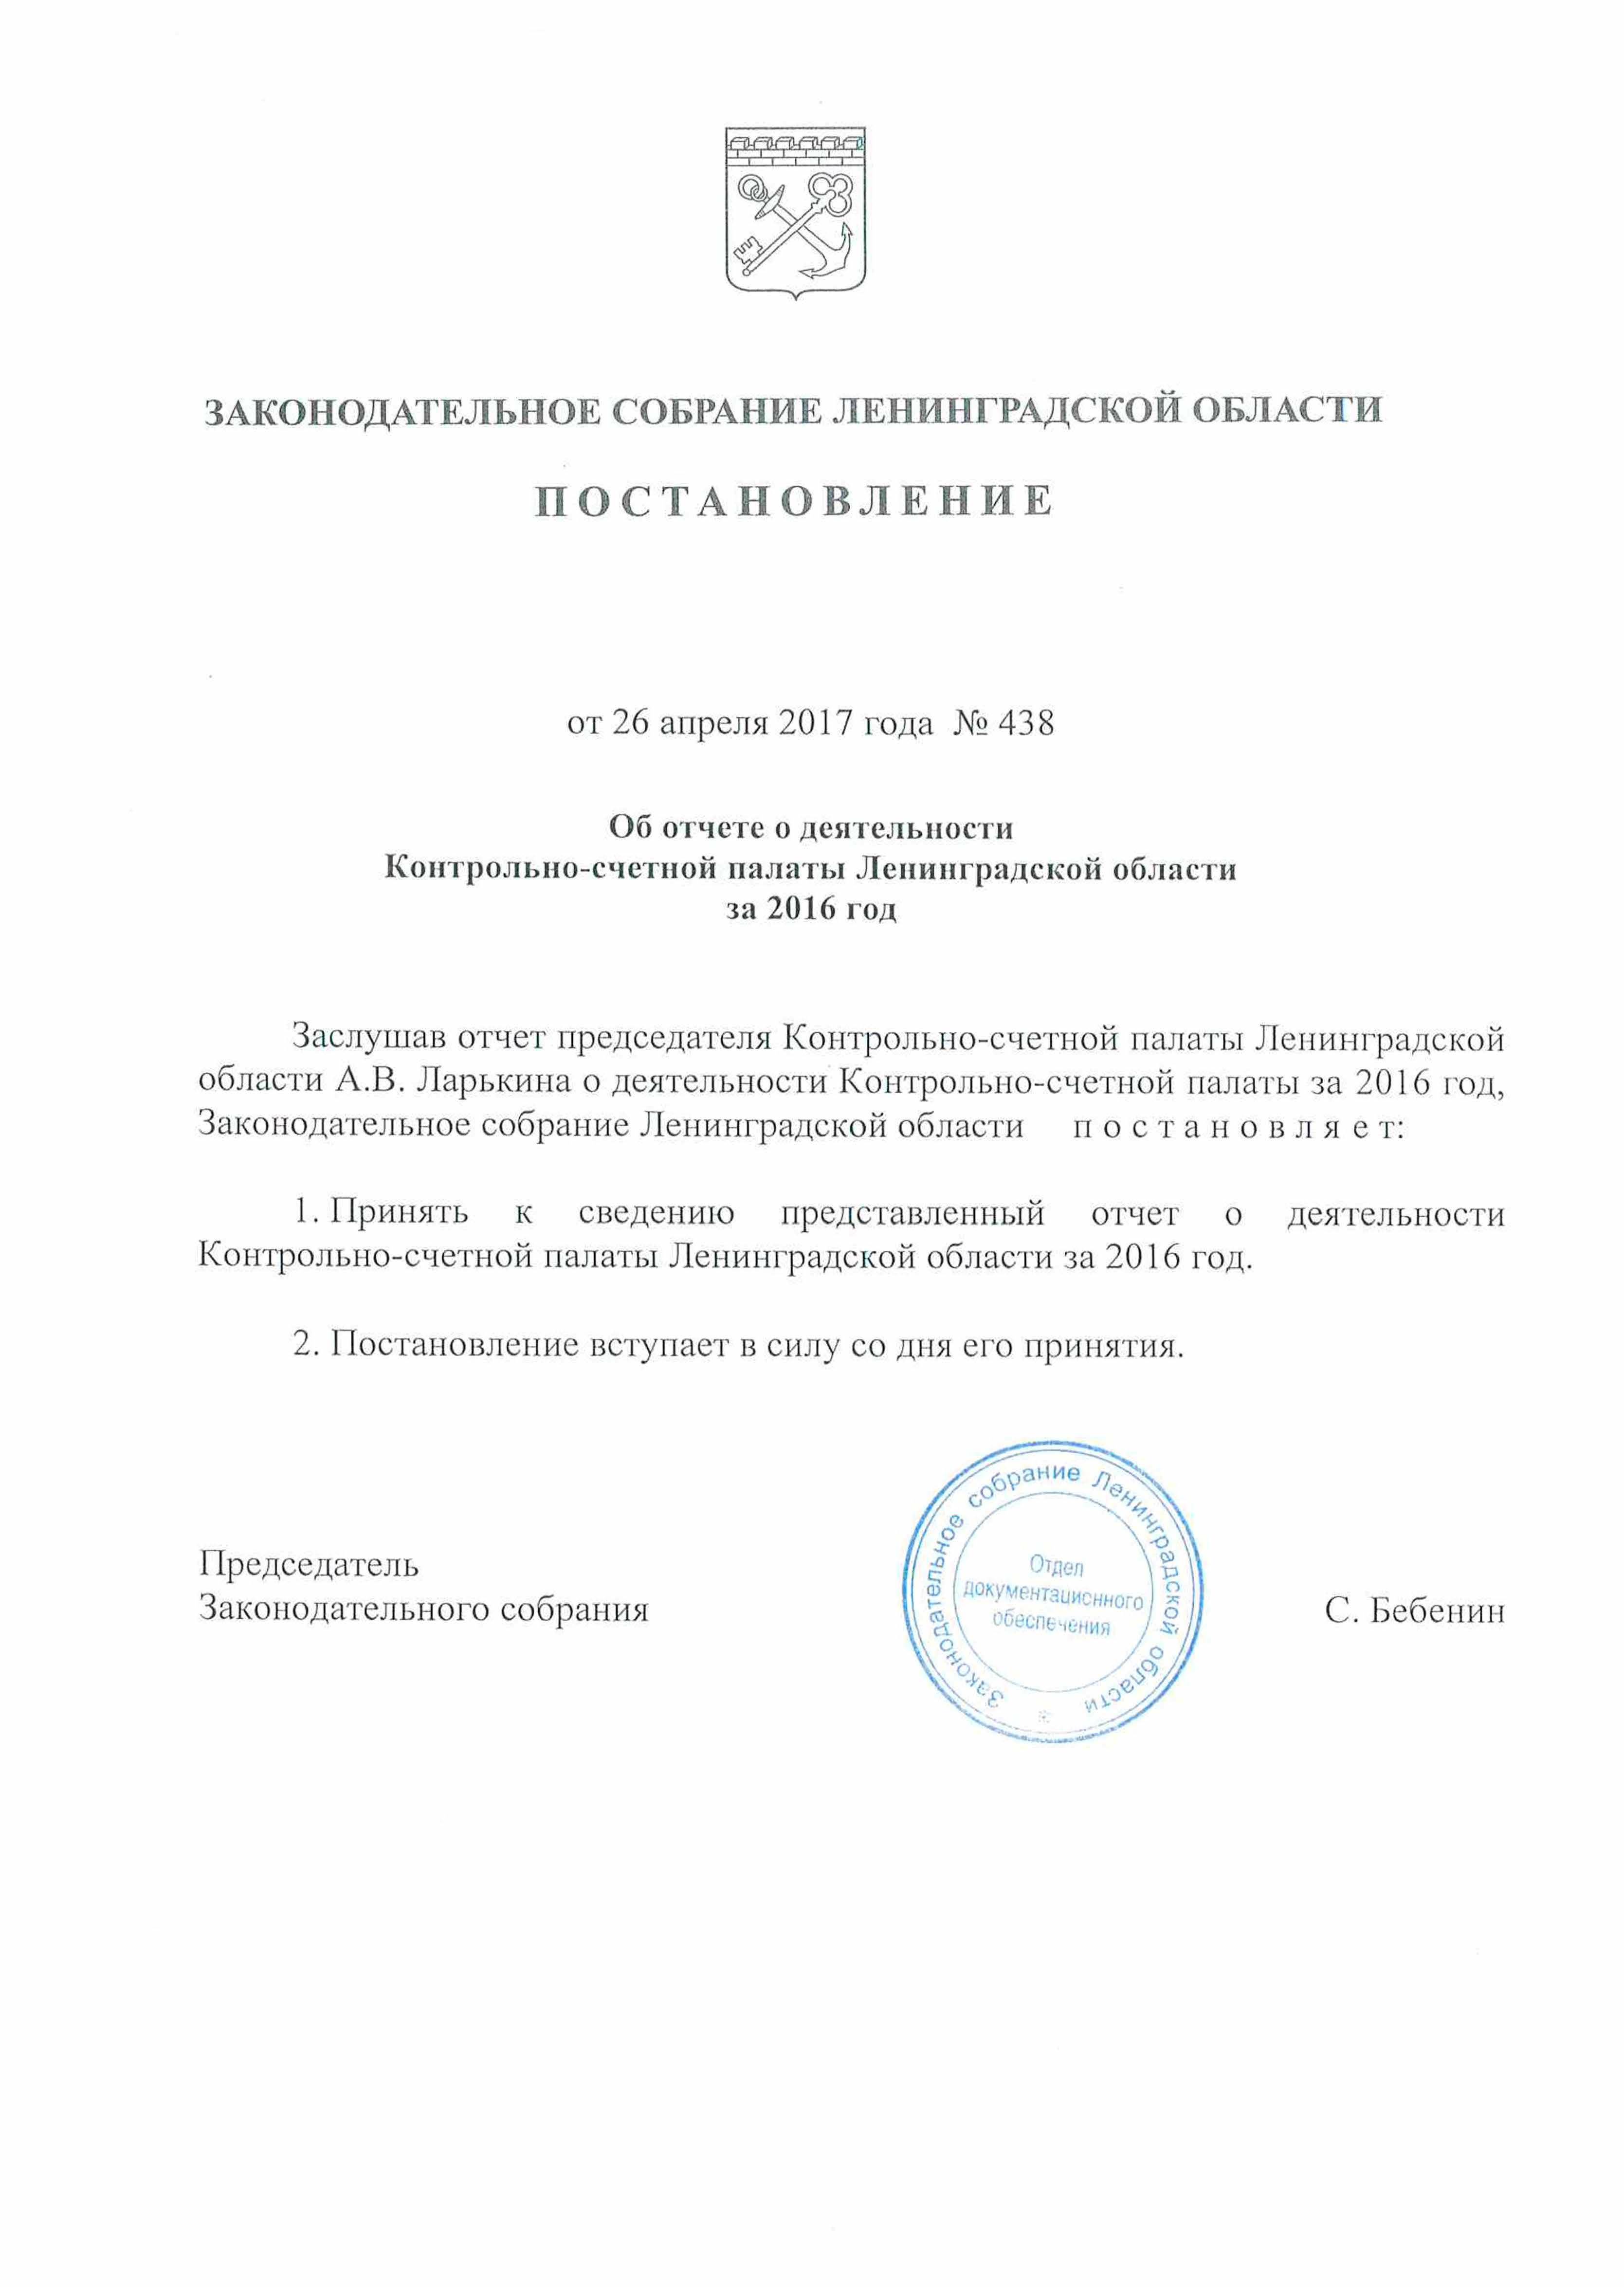 ЗАКОНОДАТЕЛЬНОЕ СОБРАНИЕ ЛЕНИНГРАДСКОЙ ОБЛАСТИ
ПОСТАНОВЛЕНИЕ
от 26 апреля 2017 года № 438
Об отчете о деятельности
Контрольно-счетной палаты Ленинградской области
за 2016 год
Заслушав отчет председателя Контрольно-счетной палаты Ленинградской
области А.В. Ларькина о деятельности Контрольно-счетной палаты за 2016 год,
Законодательное собрание Ленинградской области п о с т а н о в л я е т:
1. Принять к сведению представленный отчет о деятельности
Контрольно-счетной палаты Ленинградской области за 2016 год.
2. Постановление вступает в силу со дня его принятия.
Председатель
Законодательного собрания
С. Бебенин
Законодательное собрание Ленинградской области
Отдел
документационного
обеспечения